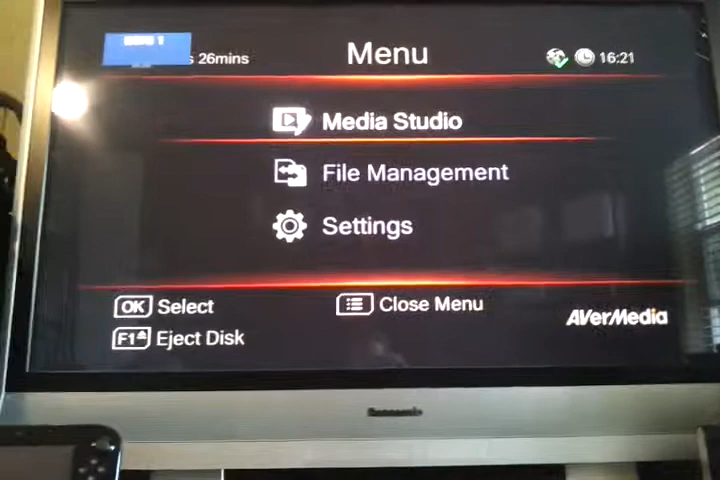 s 26mins
Menu
16:21
Media Studio
File Management
Settings
OK Select
Close Menu
F1 Eject Disk
AVerMedia
Panasonic